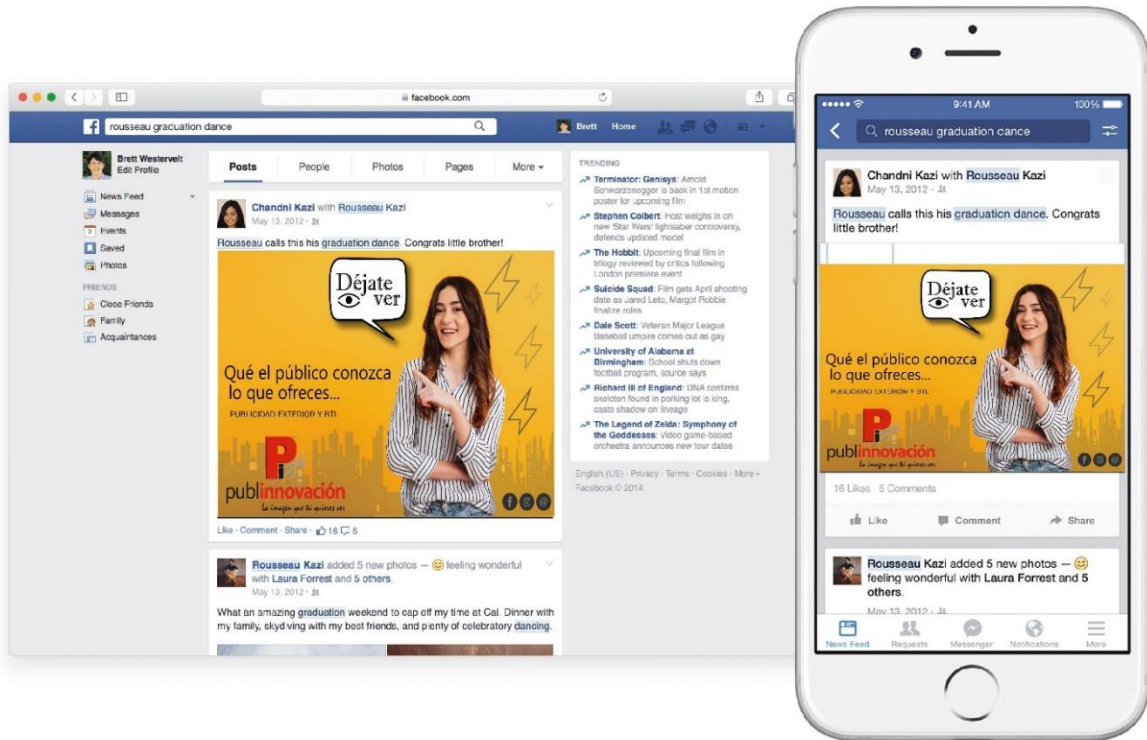 facebook.com
rousseau graduation dance
Brett Home
Brett Westervelt
Edit Profile
News Feed
Messages
Events
Saved
Photos
FRIENDS
Close Friends
Family
Acquaintances
Posts People Photos Pages More
Chandni Kazi with Rousseau Kazi
May 13, 2012
Rousseau calls this his graduation dance. Congrats little brother!
Déjate
ver
Qué el público conozca
lo que ofreces...
PUBLICIDAD EXTERIOR Y BTL
Pi
publinnovación
La imagen que tú quieres ver
Like · Comment · Share · 16 5
Rousseau Kazi added 5 new photos — feeling wonderful
with Laura Forrest and 5 others.
May 13, 2012
What an amazing graduation weekend to cap off my time at Cal. Dinner with
my family, skydiving with my best friends, and plenty of celebratory dancing.
TRENDING
Terminator: Genisys: Arnold
Schwarzenegger is back in 1st motion
poster for upcoming film
Stephen Colbert: Host weighs in on
new 'Star Wars' lightsaber controversy,
defends updated model
The Hobbit: Upcoming final film in
trilogy reviewed by critics following
London premiere event
Suicide Squad: Film gets April shooting
date as Jared Leto, Margot Robbie
finalize roles
Dale Scott: Veteran Major League
Baseball umpire comes out as gay
University of Alabama at
Birmingham: School shuts down
football program, source says
Richard III of England: DNA confirms
skeleton found in parking lot is king,
casts shadow on lineage
The Legend of Zelda: Symphony of
the Goddesses: Video game-based
orchestra announces new tour dates
English (US) · Privacy · Terms · Cookies · More
Facebook © 2014
9:41 AM 100%
rousseau graduation dance
Chandni Kazi with Rousseau Kazi
May 13, 2012
Rousseau calls this his graduation dance. Congrats
little brother!
Déjate
ver
Qué el público conozca
lo que ofreces...
PUBLICIDAD EXTERIOR Y BTL
Pi
publinnovación
La imagen que tú quieres ver
16 Likes 5 Comments
Like Comment Share
Rousseau Kazi added 5 new photos —
feeling wonderful with Laura Forrest and 5
others.
May 13, 2012
News Feed Requests Messenger Notifications More